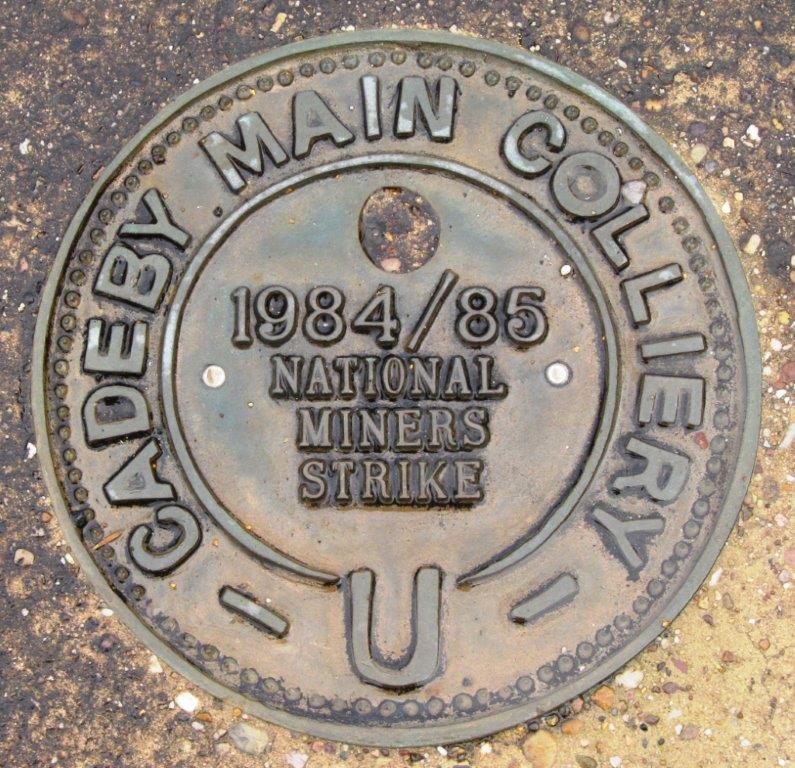 CADEBY MAIN COLLIERY
1984/85
NATIONAL
MINERS
STRIKE
- U -